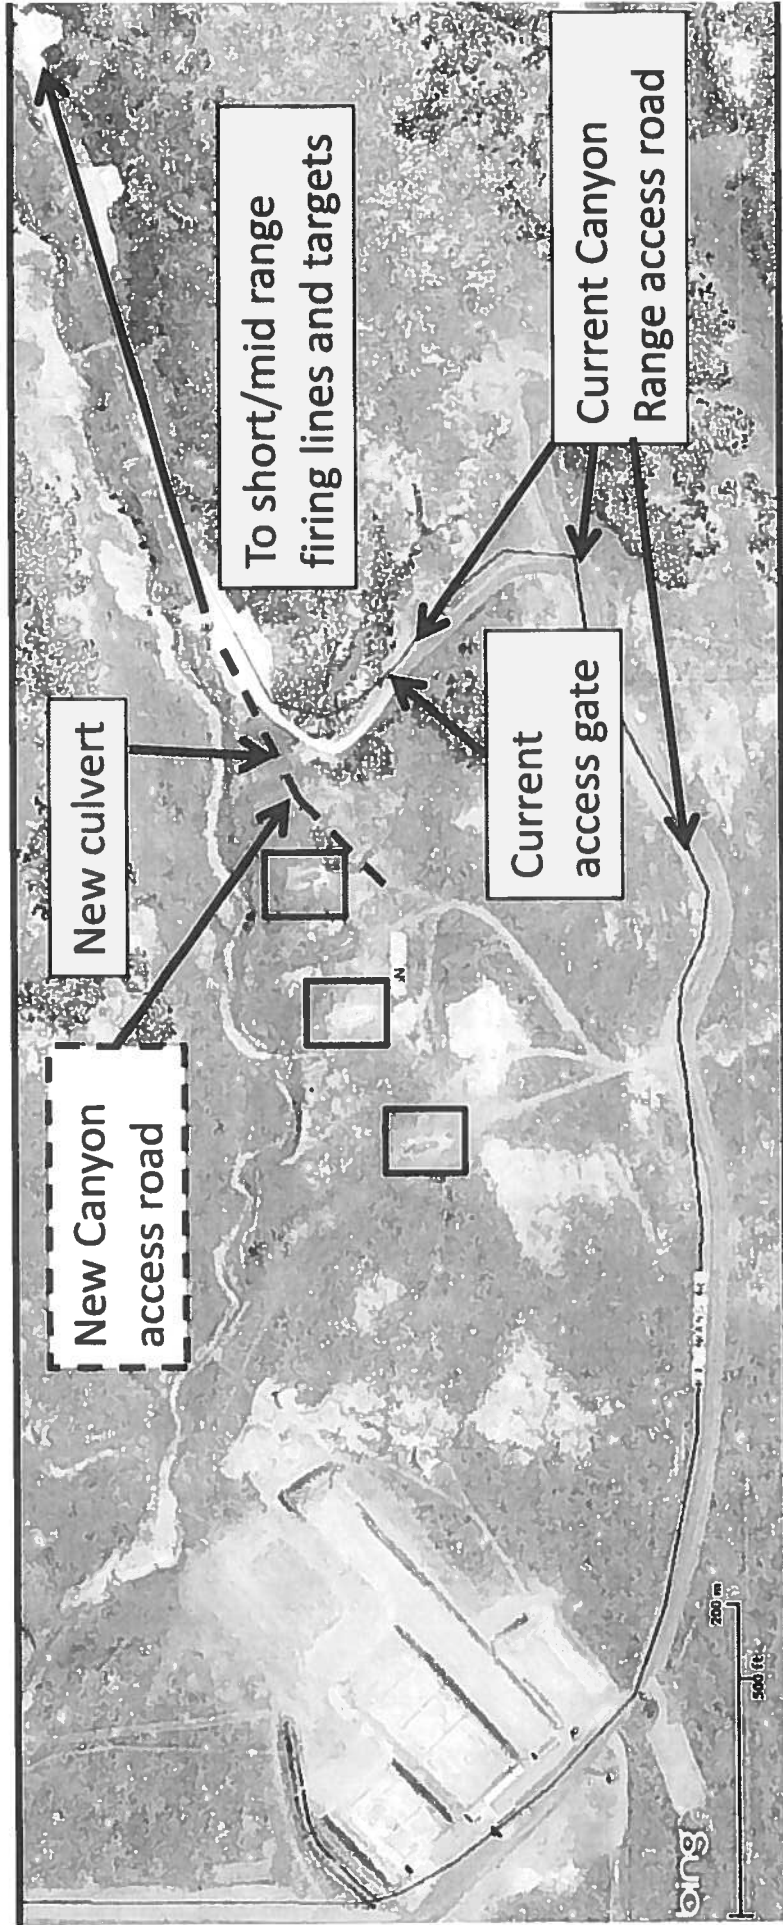 New Canyon
access road
New culvert
To short/mid range
firing lines and targets
Current
access gate
Current Canyon
Range access road
N
bing
200 m
500 ft